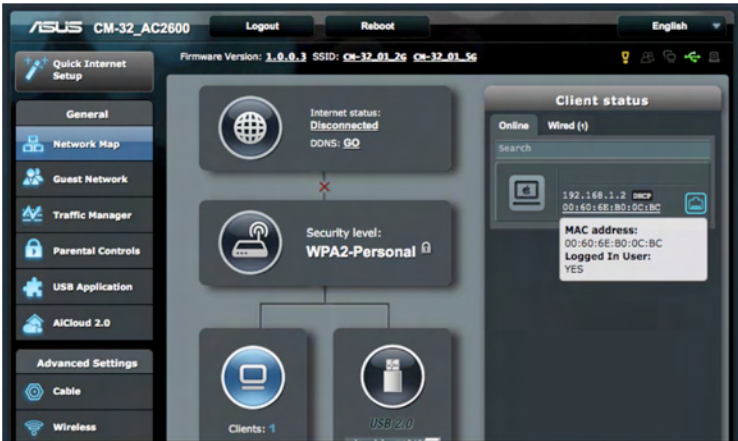 ASUS CM-32_AC2600
Logout
Reboot
English
Quick Internet
Setup
Firmware Version: 1.0.0.3 SSID: CM-32_01_2G CM-32_01_5G
General
Network Map
Guest Network
Traffic Manager
Parental Controls
USB Application
AiCloud 2.0
Advanced Settings
Cable
Wireless
Internet status:
Disconnected
DDNS: GO
Security level:
WPA2-Personal
Clients: 1
USB 2.0
Client status
Online
Wired (1)
Search
192.168.1.2 DHCP
00:60:6E:B0:0C:BC
MAC address:
00:60:6E:B0:0C:BC
Logged In User:
YES